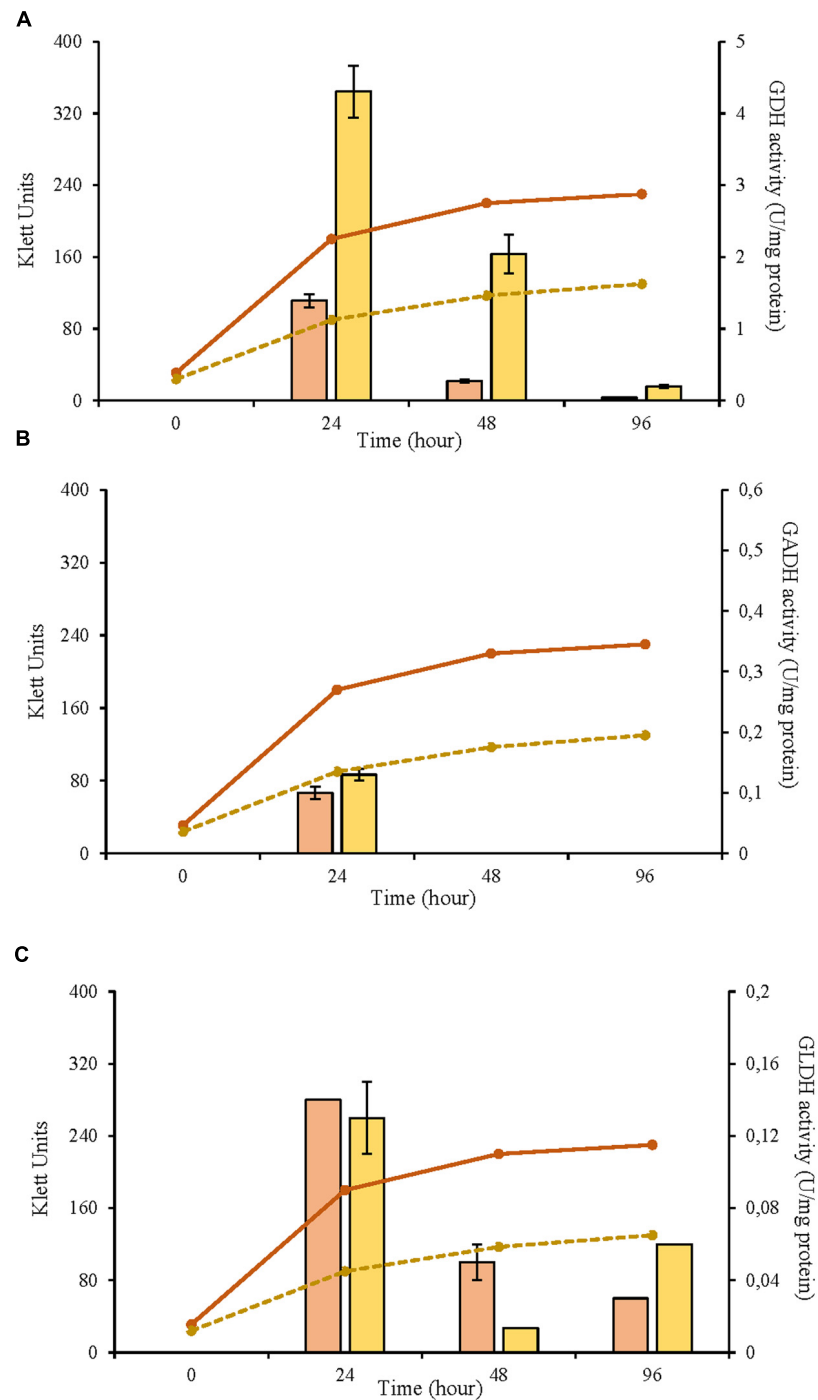 A
400
320
240
160
80
0
Klett Units
5
4
3
2
1
0
GDH activity (U/mg protein)
0 24 48 96
Time (hour)
B
400
320
240
160
80
0
Klett Units
0,6
0,5
0,4
0,3
0,2
0,1
0
GADH activity (U/mg protein)
0 24 48 96
Time (hour)
C
400
320
240
160
80
0
Klett Units
0,2
0,16
0,12
0,08
0,04
0
GLDH activity (U/mg protein)
0 24 48 96
Time (hour)